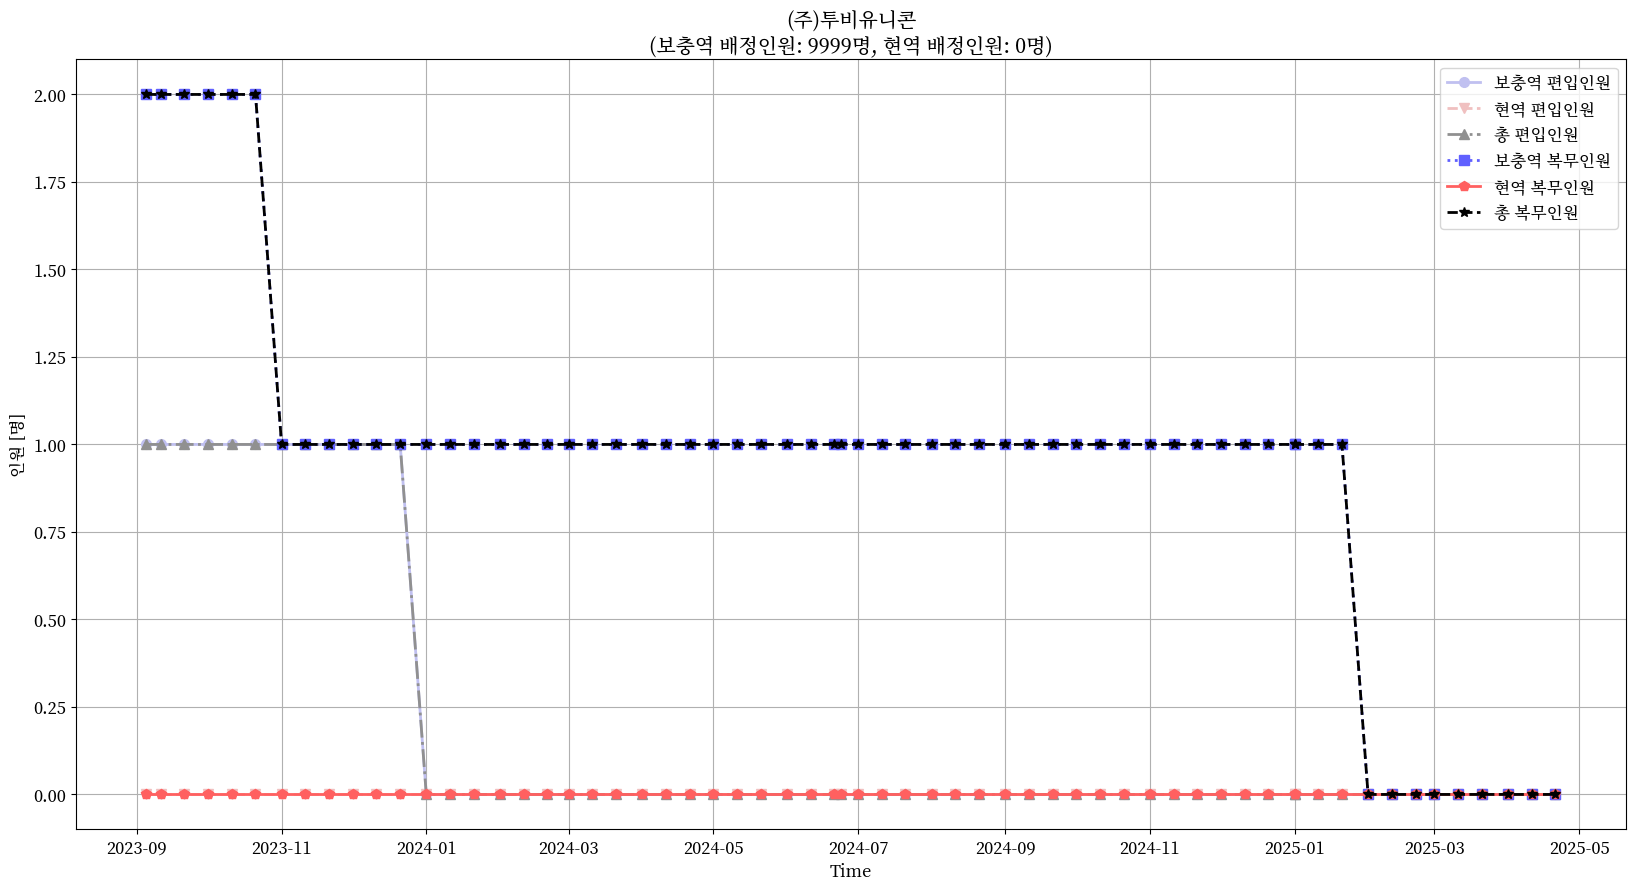 (주)투비유니콘
(보충역 배정인원: 9999명, 현역 배정인원: 0명)
보충역 편입인원
현역 편입인원
총 편입인원
보충역 복무인원
현역 복무인원
총 복무인원
2.00
1.75
1.50
1.25
1.00
0.75
0.50
0.25
0.00
인원 [명]
2023-09 2023-11 2024-01 2024-03 2024-05 2024-07 2024-09 2024-11 2025-01 2025-03 2025-05
Time